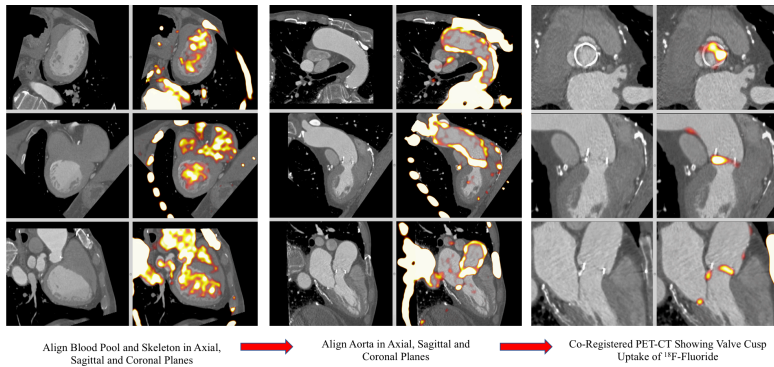 Align Blood Pool and Skeleton in Axial,
Sagittal and Coronal Planes
Align Aorta in Axial, Sagittal and
Coronal Planes
Co-Registered PET-CT Showing Valve Cusp
Uptake of ¹⁸F-Fluoride